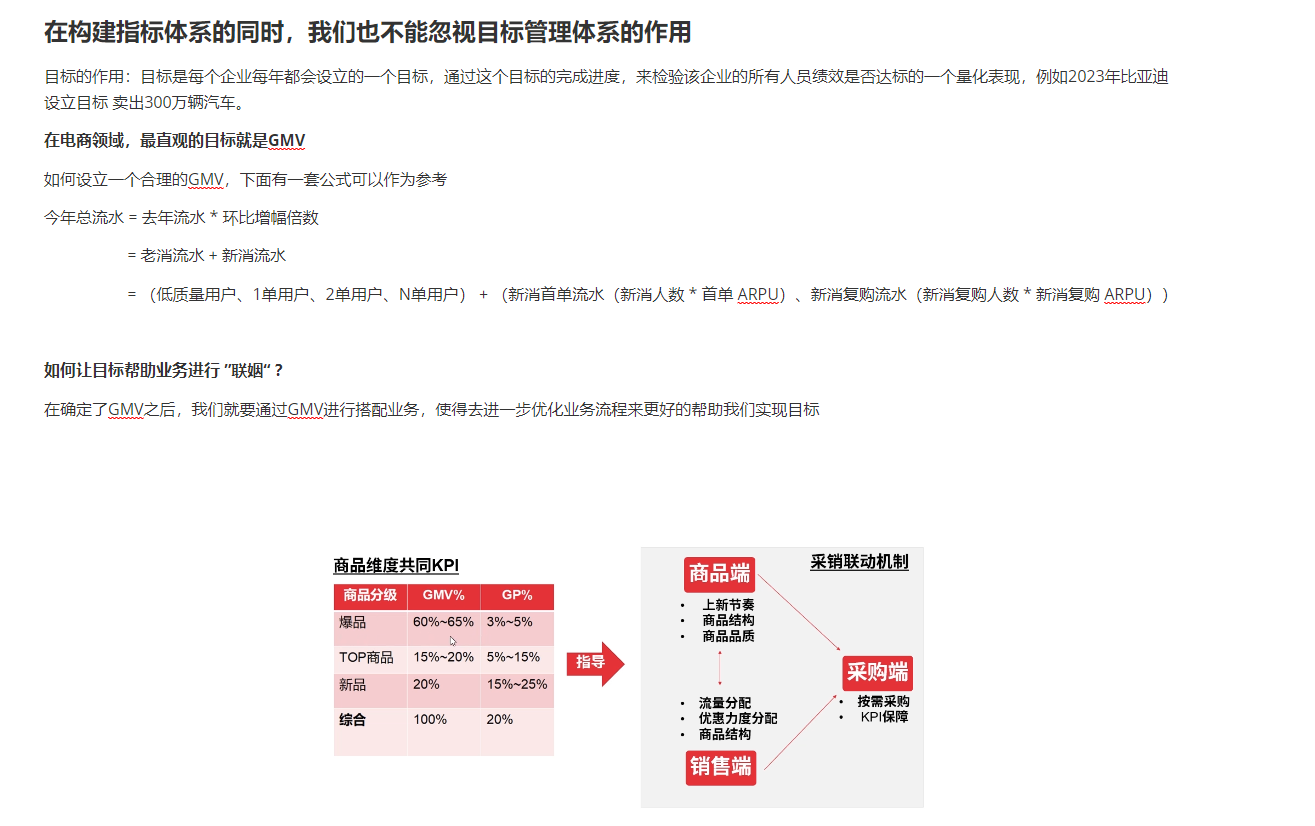 在构建指标体系的同时，我们也不能忽视目标管理体系的作用
目标的作用：目标是每个企业每年都会设立的一个目标，通过这个目标的完成进度，来检验该企业的所有人员绩效是否达标的一个量化表现，例如2023年比亚迪
设立目标 卖出300万辆汽车。
在电商领域，最直观的目标就是GMV
如何设立一个合理的GMV，下面有一套公式可以作为参考
今年总流水 = 去年流水 * 环比增幅倍数
= 老消流水 + 新消流水
= （低质量用户、1单用户、2单用户、N单用户） + （新消首单流水（新消人数 * 首单 ARPU）、新消复购流水（新消复购人数 * 新消复购 ARPU））
如何让目标帮助业务进行 ”联姻“ ?
在确定了GMV之后，我们就要通过GMV进行搭配业务，使得去进一步优化业务流程来更好的帮助我们实现目标
商品维度共同KPI
商品分级 GMV% GP%
爆品 60%~65% 3%~5%
TOP商品 15%~20% 5%~15%
新品 20% 15%~25%
综合 100% 20%
指导
采销联动机制
商品端
• 上新节奏
• 商品结构
• 商品品质
采购端
• 按需采购
• KPI保障
• 流量分配
• 优惠力度分配
• 商品结构
销售端